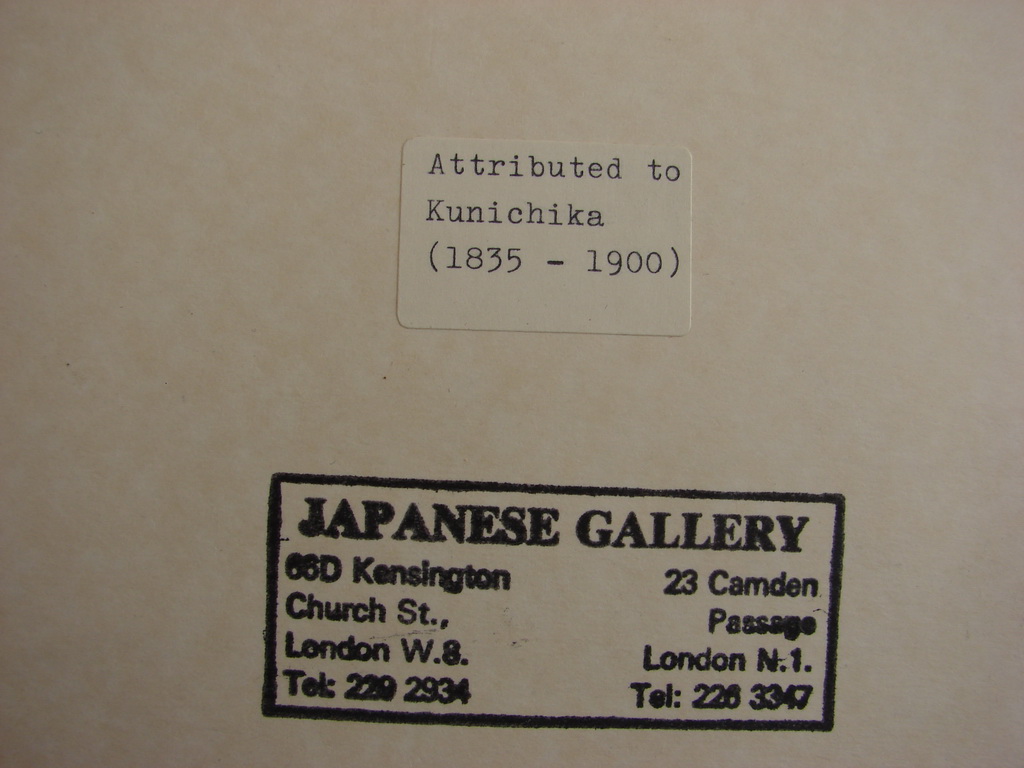 Attributed to
Kunichika
(1835 - 1900)
JAPANESE GALLERY
66D Kensington
Church St.,
London W.8.
Tel: 229 2934
23 Camden
Passage
London N.1.
Tel: 226 3347